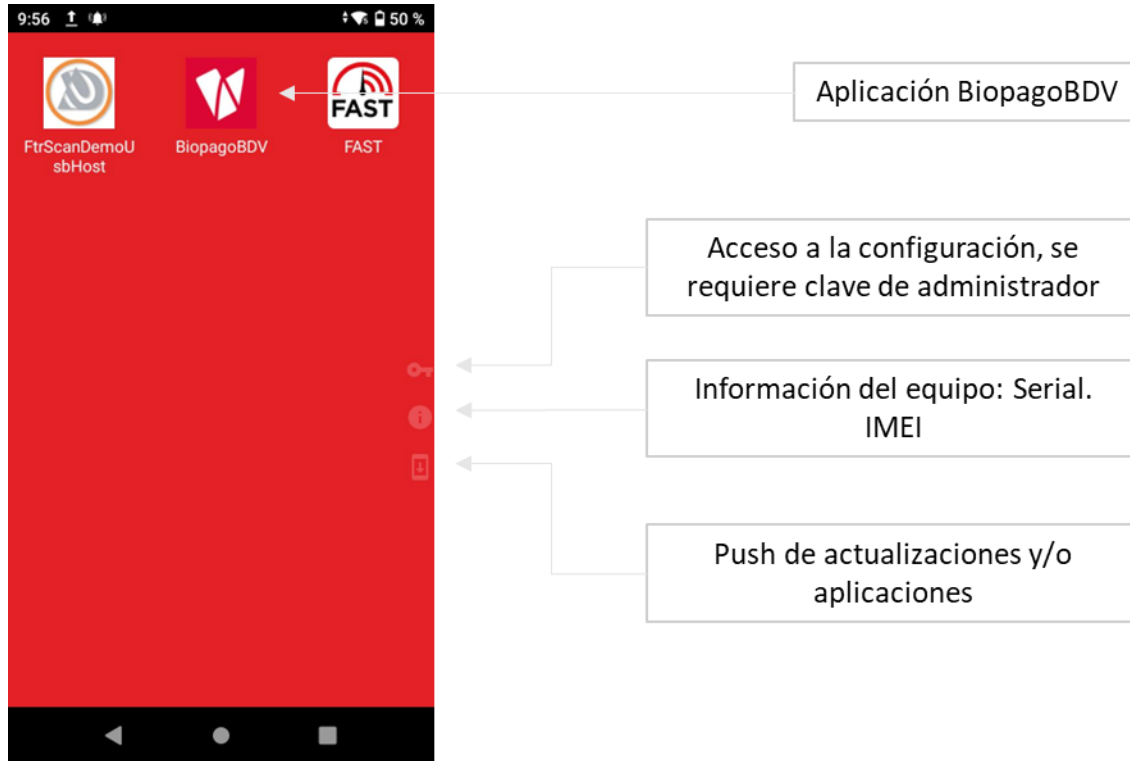 9:56 50 %
Aplicación BiopagoBDV
FAST
FtrScanDemoU
sbHost
BiopagoBDV
FAST
Acceso a la configuración, se
requiere clave de administrador
Información del equipo: Serial.
IMEI
Push de actualizaciones y/o
aplicaciones